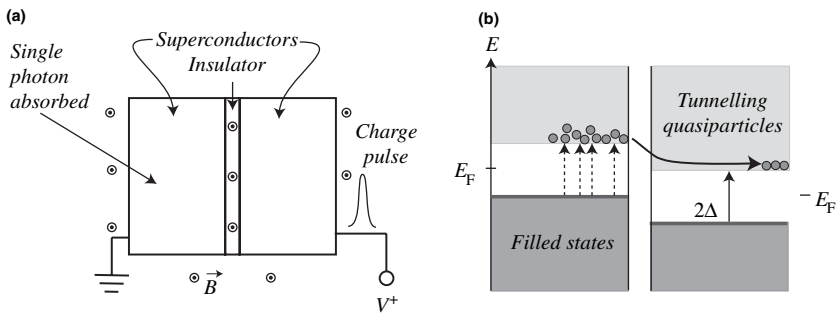 (a)
Single
photon
absorbed
Superconductors
Insulator
Charge
pulse
B
V+
(b)
E
Tunnelling
quasiparticles
EF
2Δ
EF
Filled states